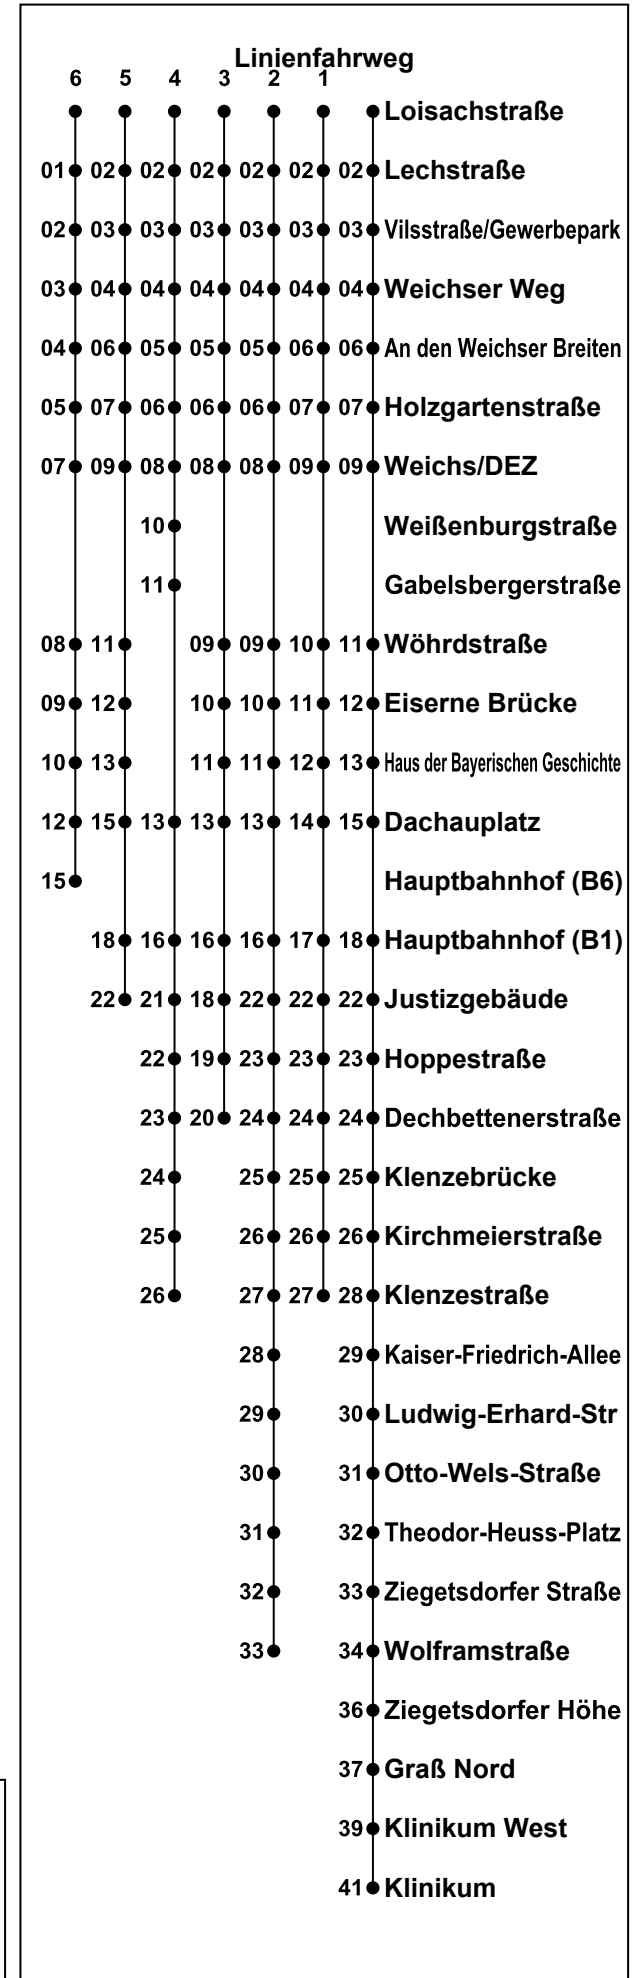 Linienfahrweg
6 5 4 3 2 1
Loisachstraße
01 02 02 02 02 02 02 Lechstraße
02 03 03 03 03 03 03 Vilsstraße/Gewerbepark
03 04 04 04 04 04 04 Weichser Weg
04 06 05 05 05 06 06 An den Weichser Breiten
05 07 06 06 06 07 07 Holzgartenstraße
07 09 08 08 08 09 09 Weichs/DEZ
10 Weißenburgstraße
11 Gabelsbergerstraße
08 11 09 09 10 11 Wöhrdstraße
09 12 10 10 11 12 Eiserne Brücke
10 13 11 11 12 13 Haus der Bayerischen Geschichte
12 15 13 13 13 14 15 Dachauplatz
15 Hauptbahnhof (B6)
18 16 16 16 17 18 Hauptbahnhof (B1)
22 21 18 22 22 22 Justizgebäude
22 19 23 23 23 Hoppestraße
23 20 24 24 24 Dechbettenerstraße
24 25 25 25 Klenzebrücke
25 26 26 26 Kirchmeierstraße
26 27 27 28 Klenzestraße
28 29 Kaiser-Friedrich-Allee
29 30 Ludwig-Erhard-Str
30 31 Otto-Wels-Straße
31 32 Theodor-Heuss-Platz
32 33 Ziegetsdorfer Straße
33 34 Wolframstraße
36 Ziegetsdorfer Höhe
37 Graß Nord
39 Klinikum West
41 Klinikum